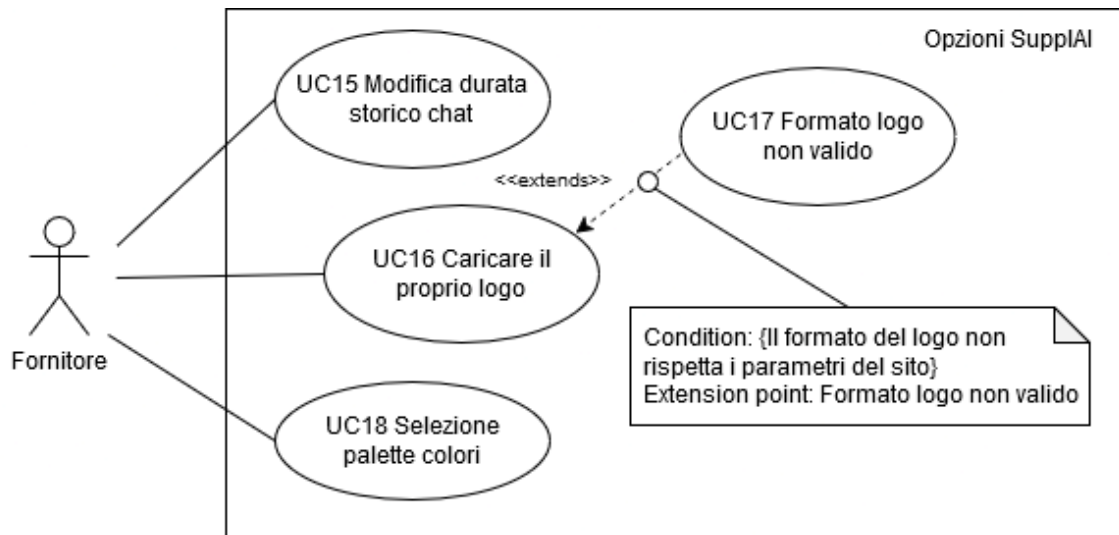 Opzioni SupplAI
UC15 Modifica durata
storico chat
UC17 Formato logo
non valido
<<extends>>
UC16 Caricare il
proprio logo
Fornitore
Condition: {Il formato del logo non
rispetta i parametri del sito}
Extension point: Formato logo non valido
UC18 Selezione
palette colori